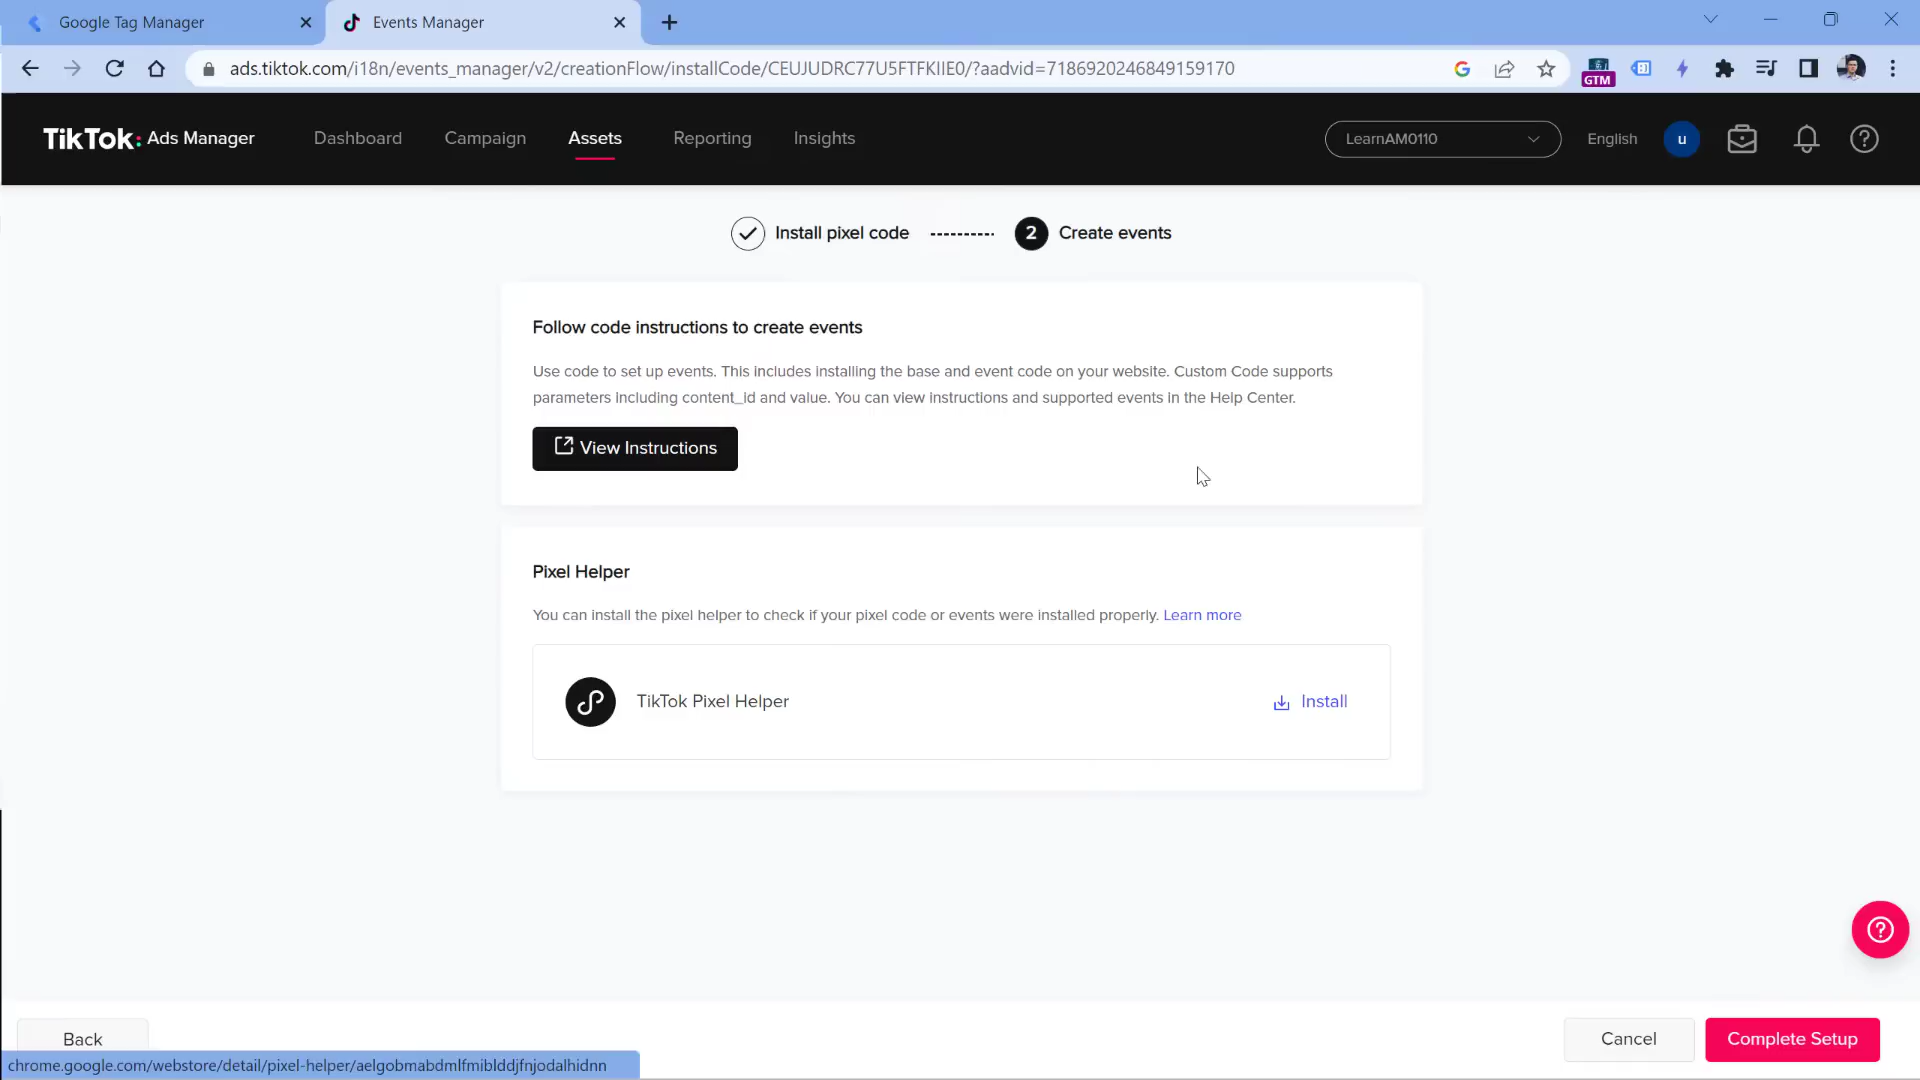 Google Tag Manager
Events Manager
ads.tiktok.com/i18n/events_manager/v2/creationFlow/installCode/CEUJUDRC77U5FTFKIIE0/?aadvid=7186920246849159170
GTM
TikTok: Ads Manager
Dashboard
Campaign
Assets
Reporting
Insights
LearnAM0110
English
u
Install pixel code
2
Create events
Follow code instructions to create events
Use code to set up events. This includes installing the base and event code on your website. Custom Code supports
parameters including content_id and value. You can view instructions and supported events in the Help Center.
View Instructions
Pixel Helper
You can install the pixel helper to check if your pixel code or events were installed properly. Learn more
TikTok Pixel Helper
Install
Back
Cancel
Complete Setup
chrome.google.com/webstore/detail/pixel-helper/aelgobmabdmlfmiblddjfnjodalhidnn